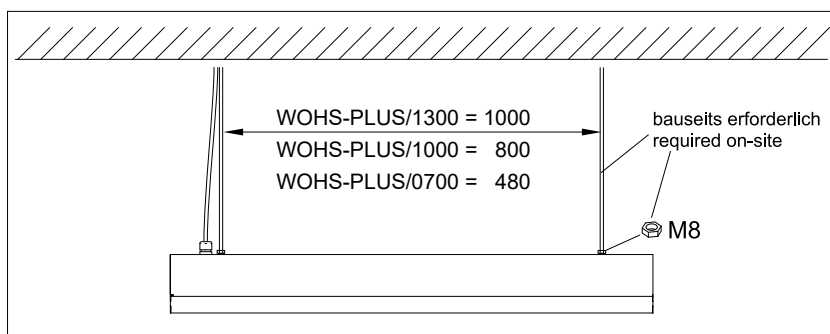 WOHS-PLUS/1300 = 1000
WOHS-PLUS/1000 = 800
WOHS-PLUS/0700 = 480
bauseits erforderlich
required on-site
M8